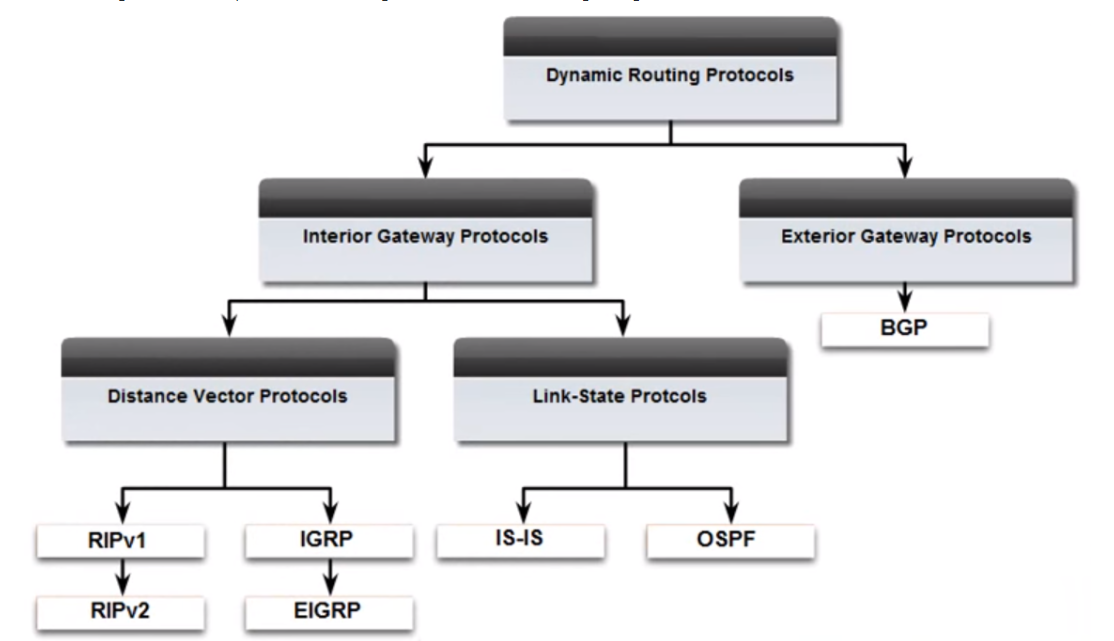 Dynamic Routing Protocols
Interior Gateway Protocols
Exterior Gateway Protocols
BGP
Distance Vector Protocols
Link-State Protcols
RIPv1
IGRP
IS-IS
OSPF
RIPv2
EIGRP